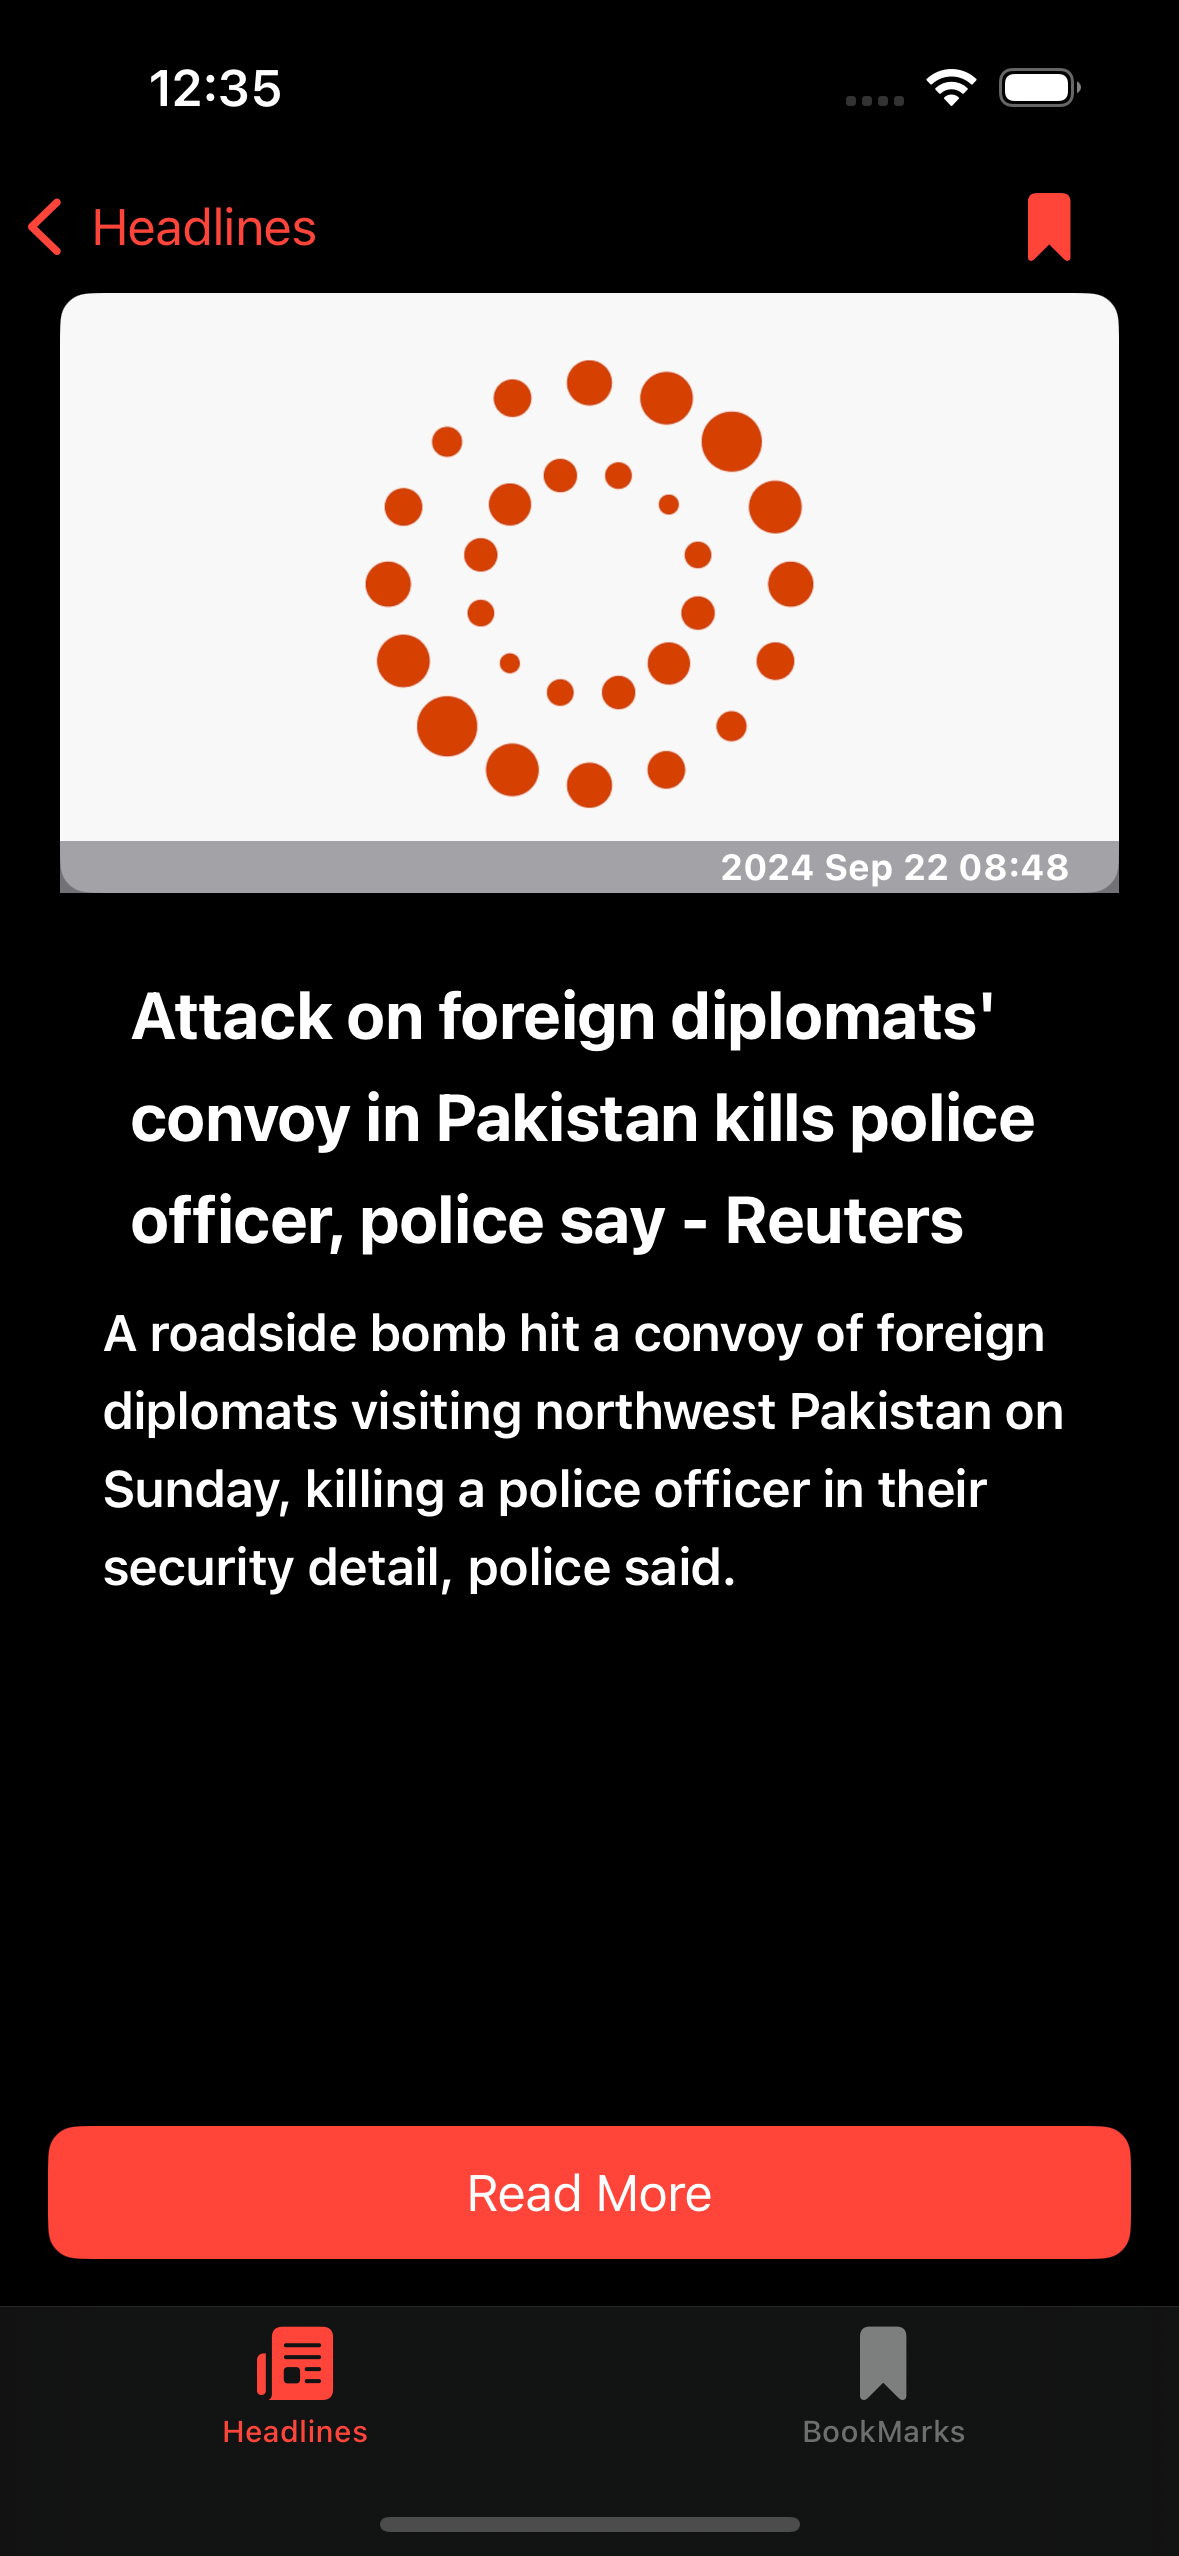 12:35
Headlines
2024 Sep 22 08:48
Attack on foreign diplomats'
convoy in Pakistan kills police
officer, police say - Reuters
A roadside bomb hit a convoy of foreign
diplomats visiting northwest Pakistan on
Sunday, killing a police officer in their
security detail, police said.
Read More
Headlines
BookMarks